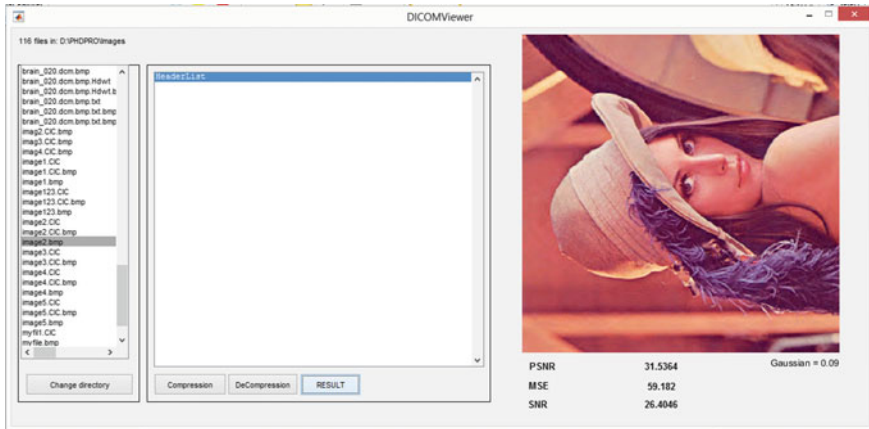 DICOMViewer
116 files in: D:\PHDPRO\Images
brain_020.dcm.bmp
brain_020.dcm.bmp.Hdwt
brain_020.dcm.bmp.Hdwt.b
brain_020.dcm.bmp.txt
brain_020.dcm.bmp.txt.bmp
imag2.CIC.bmp
imag3.CIC.bmp
imag4.CIC.bmp
image1.CIC
image1.CIC.bmp
image1.bmp
image123.CIC
image123.CIC.bmp
image123.bmp
image2.CIC
image2.CIC.bmp
image2.bmp
image3.CIC
image3.CIC.bmp
image4.CIC
image4.CIC.bmp
image4.bmp
image5.CIC
image5.CIC.bmp
image5.bmp
myfil1.CIC
myfile.bmp
Change directory
HeaderList
Compression DeCompression RESULT
PSNR 31.5364 Gaussian = 0.09
MSE 59.182
SNR 26.4046